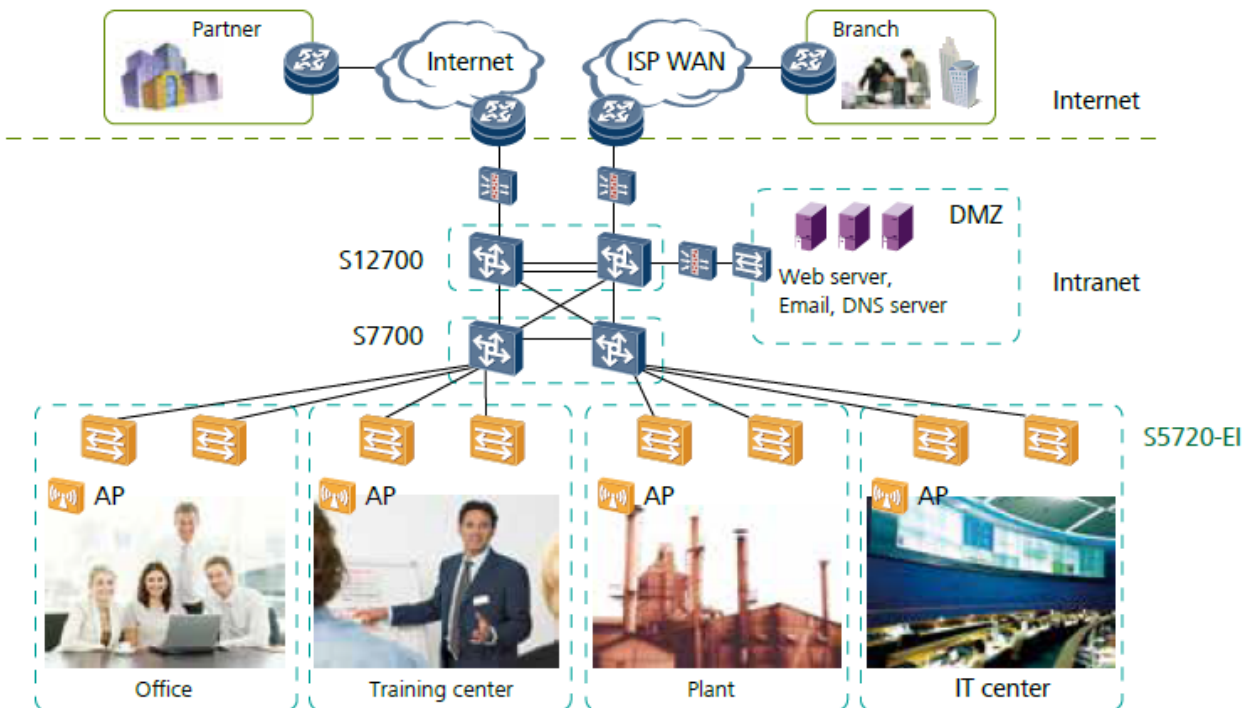 Partner
Internet
ISP WAN
Branch
Internet
DMZ
S12700
Web server,
Email, DNS server
Intranet
S7700
S5720-EI
AP
AP
AP
AP
Office
Training center
Plant
IT center